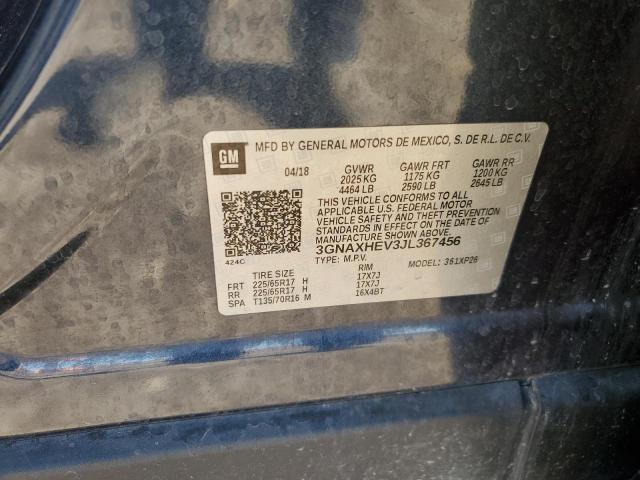 GM
MFD BY GENERAL MOTORS DE MEXICO, S. DE R.L. DE C.V.
04/18 GVWR GAWR FRT GAWR RR
2025 KG 1175 KG 1200 KG
4464 LB 2590 LB 2645 LB
THIS VEHICLE CONFORMS TO ALL
APPLICABLE U.S. FEDERAL MOTOR
VEHICLE SAFETY AND THEFT PREVENTION
STANDARDS IN EFFECT ON THE DATE OF
MANUFACTURE SHOWN ABOVE.
3GNAXHEV3JL367456
424C TYPE: M.P.V. MODEL: 361XP26
TIRE SIZE RIM
FRT 225/65R17 H 17X7J
RR 225/65R17 H 17X7J
SPA T135/70R16 M 16X4BT